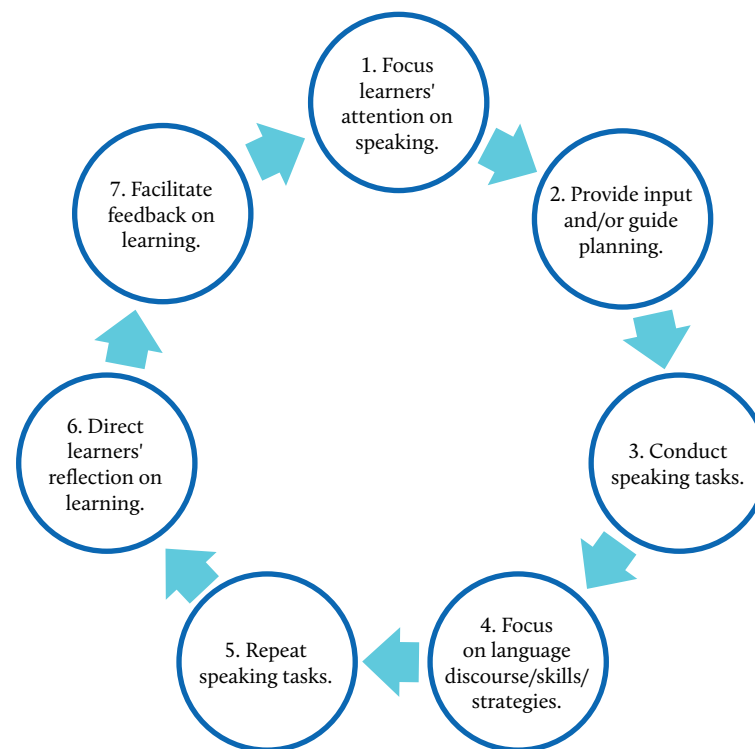 1. Focus
learners'
attention on
speaking.
2. Provide input
and/or guide
planning.
3. Conduct
speaking tasks.
4. Focus
on language
discourse/skills/
strategies.
5. Repeat
speaking tasks.
6. Direct
learners'
reflection on
learning.
7. Facilitate
feedback on
learning.